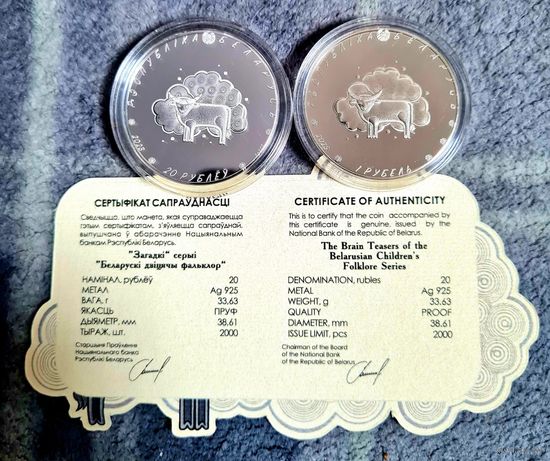 РЭСПУБЛІКА БЕЛАРУСЬ
20 РУБЛЁЎ
РЭСПУБЛІКА БЕЛАРУСЬ
1 РУБЕЛЬ
СЕРТЫФІКАТ САПРАЎДНАСЦІ
Сведчыцца, што манета, якая суправаджаецца
гэтым сертыфікатам, з'яўляецца сапраўднай,
выпушчана ў абарачэнне Нацыянальным
банкам Рэспублікі Беларусь.
"Загадкі" серыі
"Беларускі дзіцячы фальклор"
НАМІНАЛ, рублёў 20
МЕТАЛ Ag 925
ВАГА, г 33.63
ЯКАСЦЬ ПРУФ
ДЫЯМЕТР, мм 38.61
ТЫРАЖ, шт. 2000
Старшыня Праўлення
Нацыянальнага банка
Рэспублікі Беларусь
CERTIFICATE OF AUTHENTICITY
This is to certify that the coin accompanied by
this certificate is genuine, issued by the
National Bank of the Republic of Belarus.
The Brain Teasers of the
Belarusian Children's
Folklore Series
DENOMINATION, rubles 20
METAL Ag 925
WEIGHT, g 33.63
QUALITY PROOF
DIAMETER, mm 38.61
ISSUE LIMIT, pcs 2000
Chairman of the Board
of the National Bank
of the Republic of Belarus